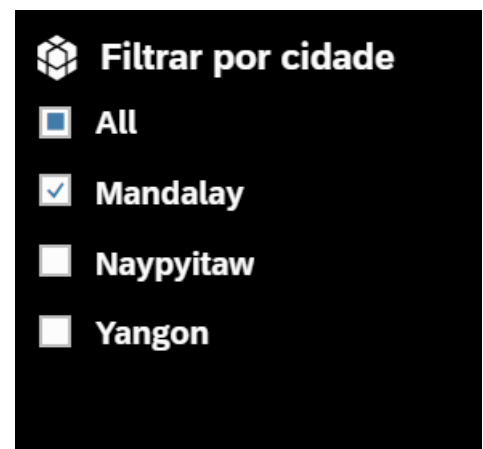 Filtrar por cidade
All
Mandalay
Naypyitaw
Yangon